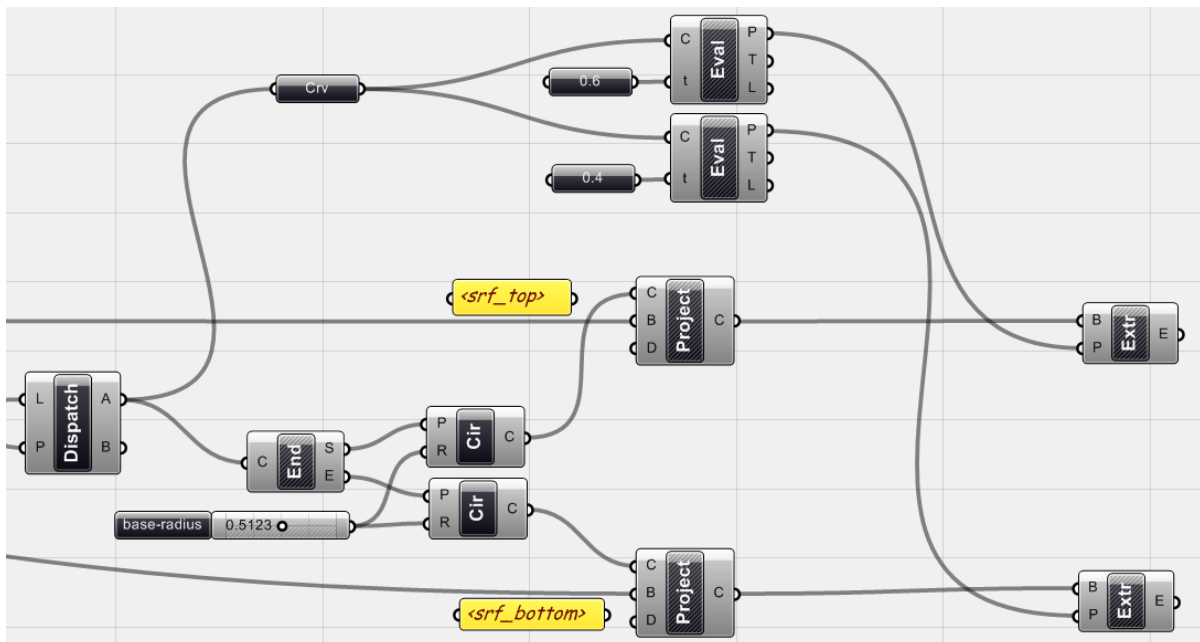 Crv
C
t
Eval
P
T
L
0.6
C
t
Eval
P
T
L
0.4
<srf_top>
C
B
D
Project
C
B
P
Extr
E
L
P
Dispatch
A
B
C
End
S
E
P
R
Cir
C
P
R
Cir
C
base-radius 0.5123
C
B
D
Project
C
<srf_bottom>
B
P
Extr
E